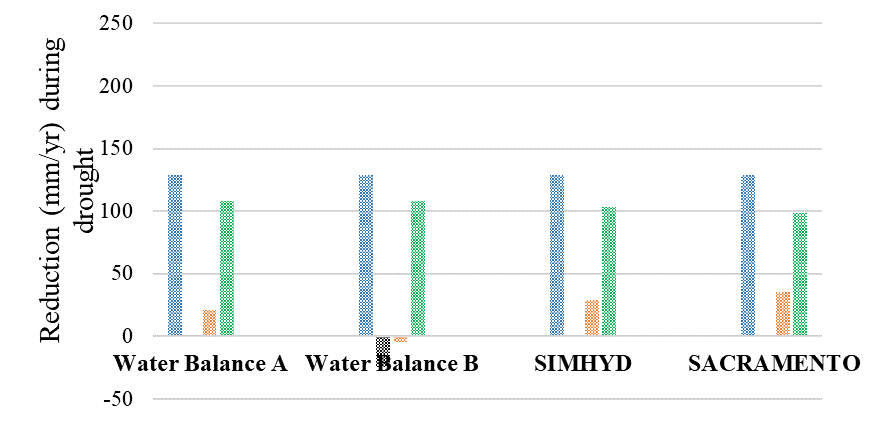 Reduction (mm/yr) during
drought
250
200
150
100
50
0
-50
Water Balance A
Water Balance B
SIMHYD
SACRAMENTO